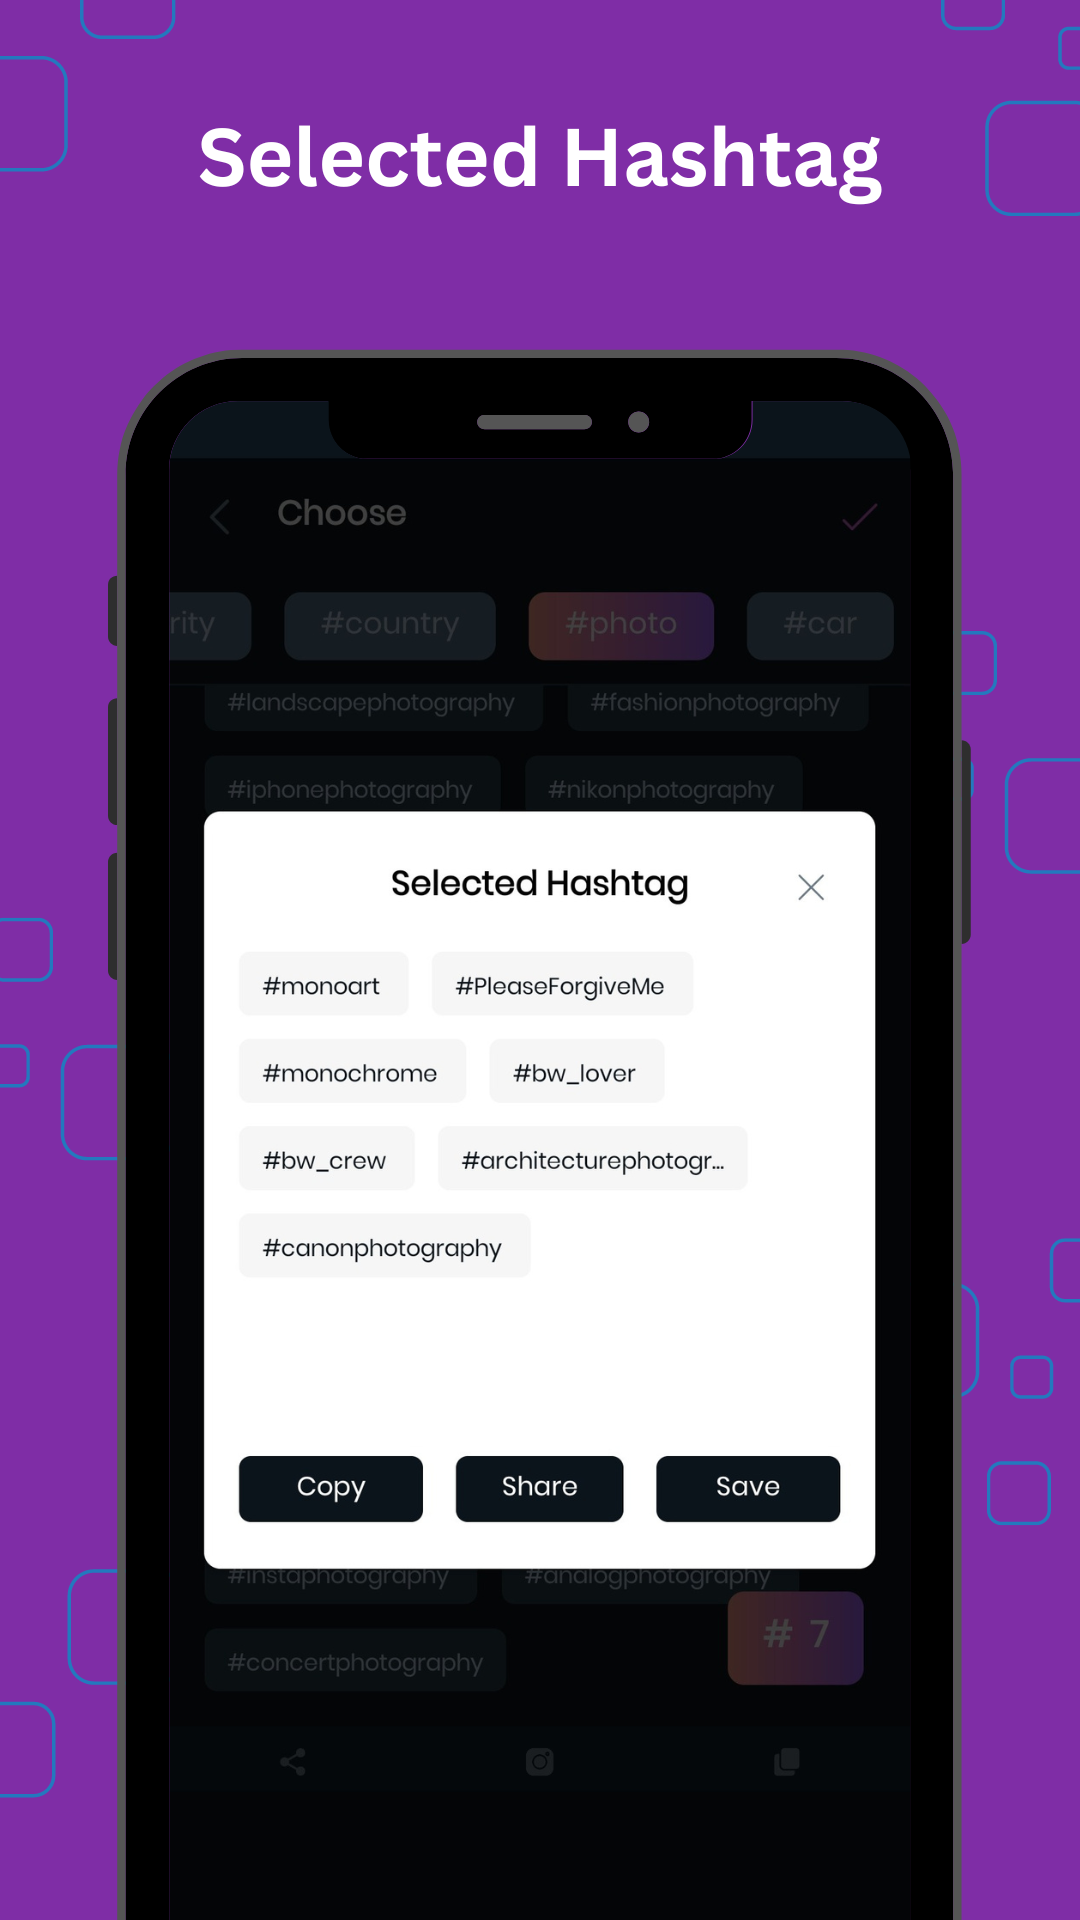 Selected Hashtag
Choose
rity #country #photo #car
#landscapephotography #fashionphotography
#iphonephotography #nikonphotography
Selected Hashtag
#monoart #PleaseForgiveMe
#monochrome #bw_lover
#bw_crew #architecturephotogr...
#canonphotography
Copy Share Save
#instaphotography #analogphotography
# 7
#concertphotography